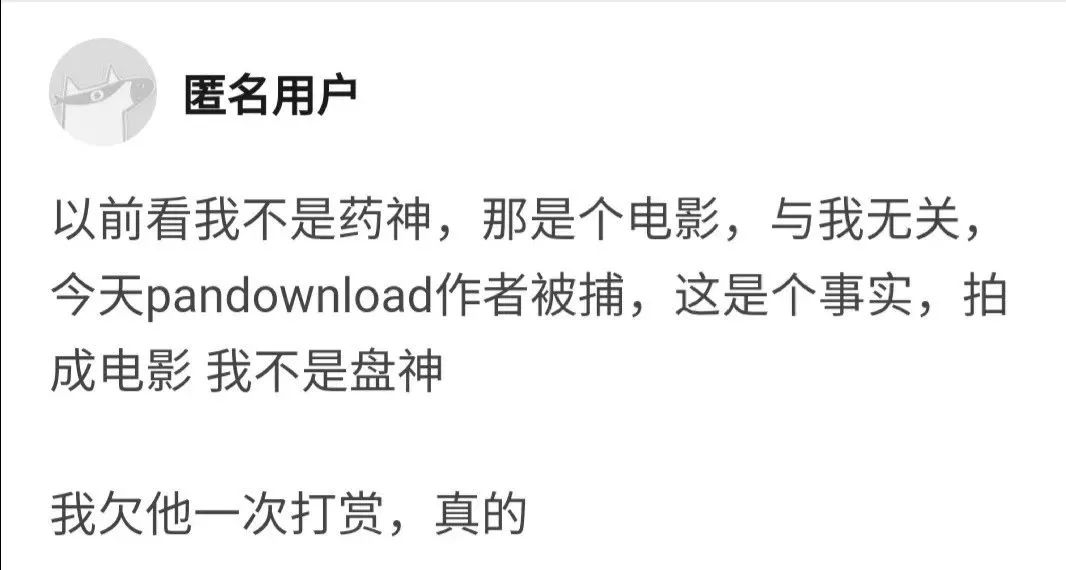 匿名用户
以前看我不是药神，那是个电影，与我无关，
今天pandownload作者被捕，这是个事实，拍
成电影 我不是盘神
我欠他一次打赏，真的